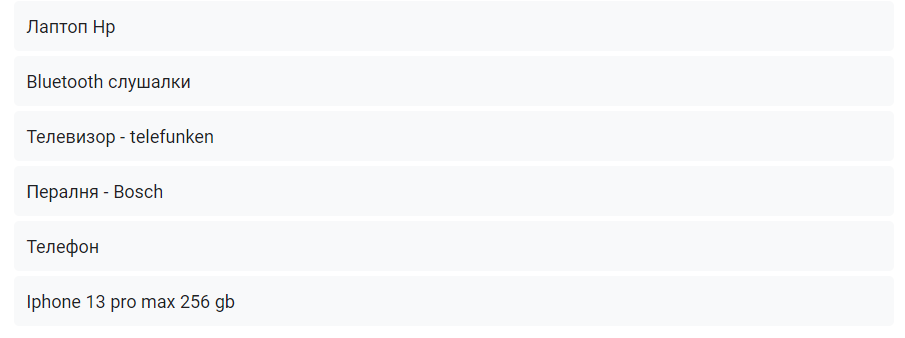 Лаптоп Hp
Bluetooth слушалки
Телевизор - telefunken
Пералня - Bosch
Телефон
Iphone 13 pro max 256 gb